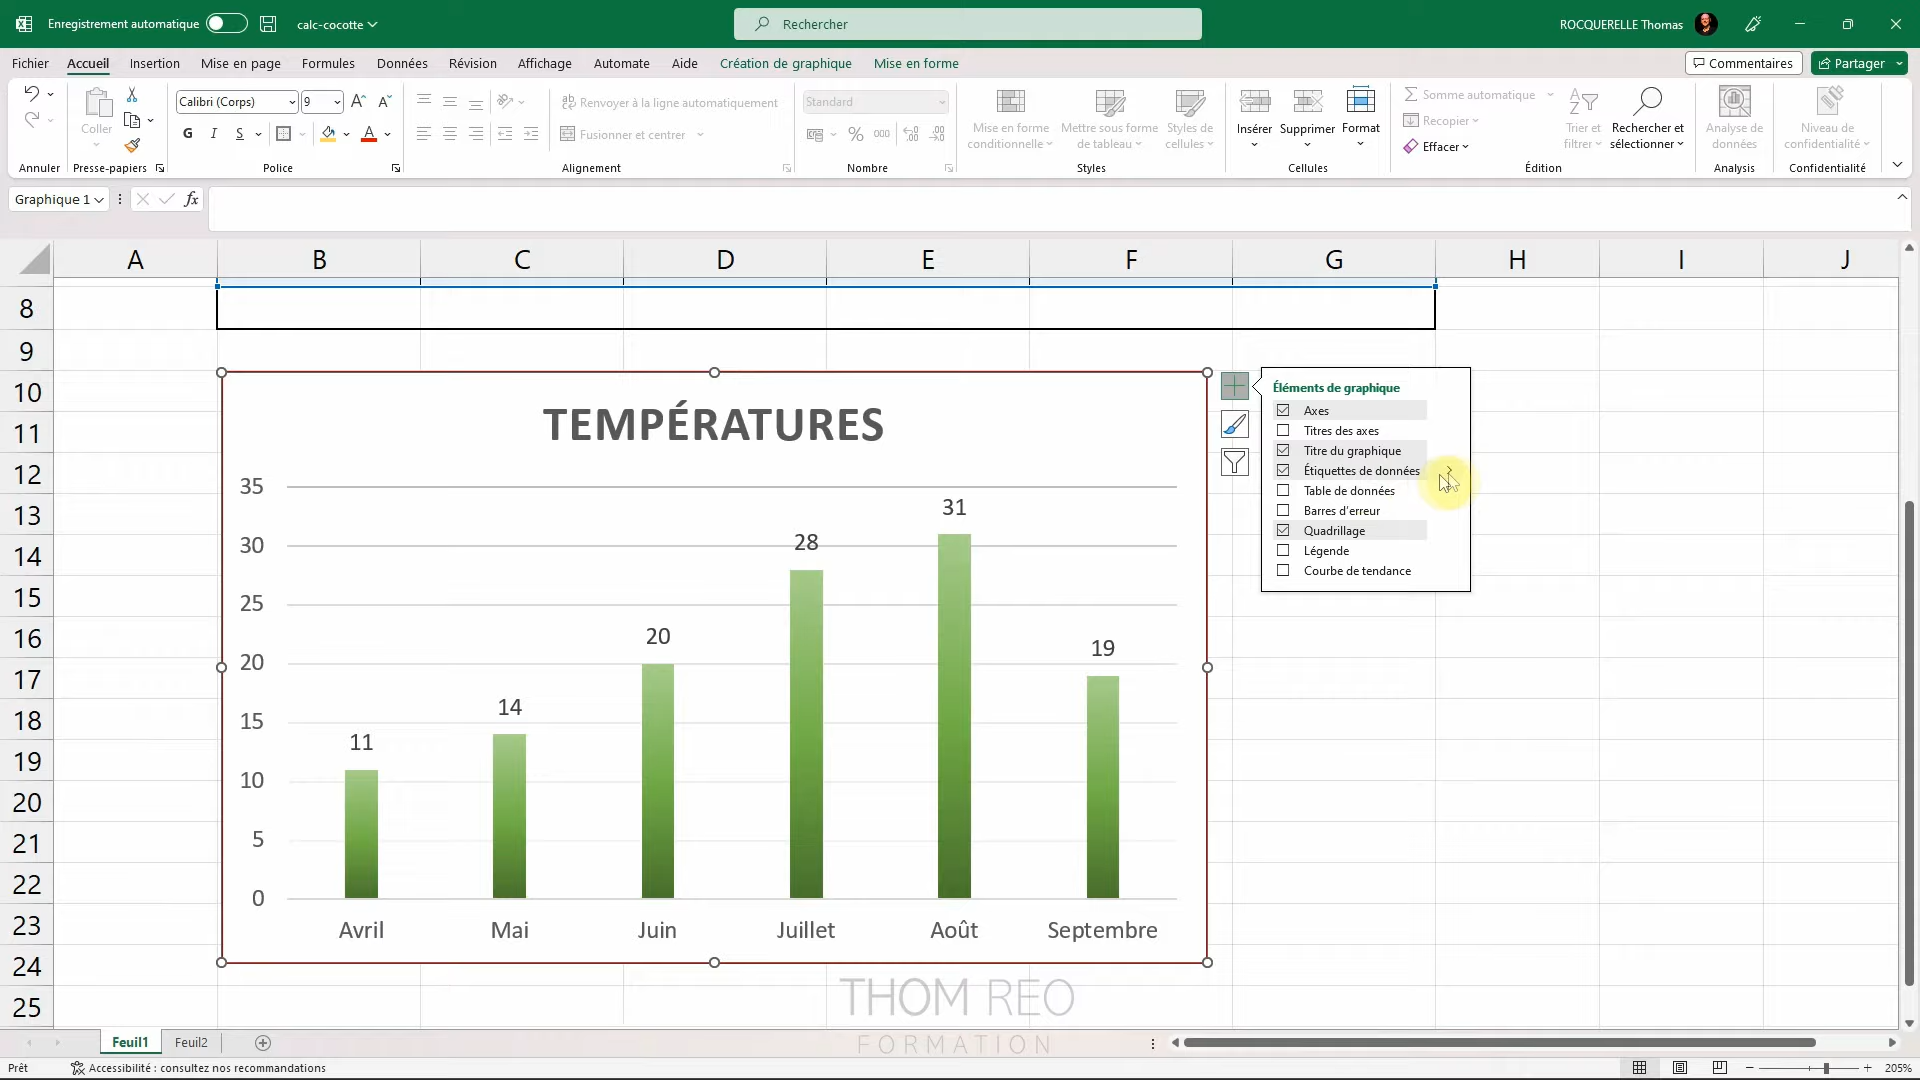 Enregistrement automatique
calc-cocotte
Rechercher
ROCQUERELLE Thomas
Fichier Accueil Insertion Mise en page Formules Données Révision Affichage Automate Aide Création de graphique Mise en forme
Commentaires Partager
Coller
Calibri (Corps) 9
G I S
Renvoyer à la ligne automatiquement
Fusionner et centrer
Standard
% 000
Mise en forme conditionnelle
Mettre sous forme de tableau
Styles de cellules
Insérer Supprimer Format
Somme automatique
Recopier
Effacer
Trier et filtrer
Rechercher et sélectionner
Analyse de données
Niveau de confidentialité
Annuler Presse-papiers Police Alignement Nombre Styles Cellules Édition Analysis Confidentialité
Graphique 1 fx
A B C D E F G H I J
8
9
10
11
12
13
14
15
16
17
18
19
20
21
22
23
24
25
TEMPÉRATURES
35
30
25
20
15
10
5
0
11 14 20 28 31 19
Avril Mai Juin Juillet Août Septembre
Éléments de graphique
Axes
Titres des axes
Titre du graphique
Étiquettes de données
Table de données
Barres d'erreur
Quadrillage
Légende
Courbe de tendance
THOM REO
FORMATION
Feuil1 Feuil2
Prêt
Accessibilité : consultez nos recommandations
205%